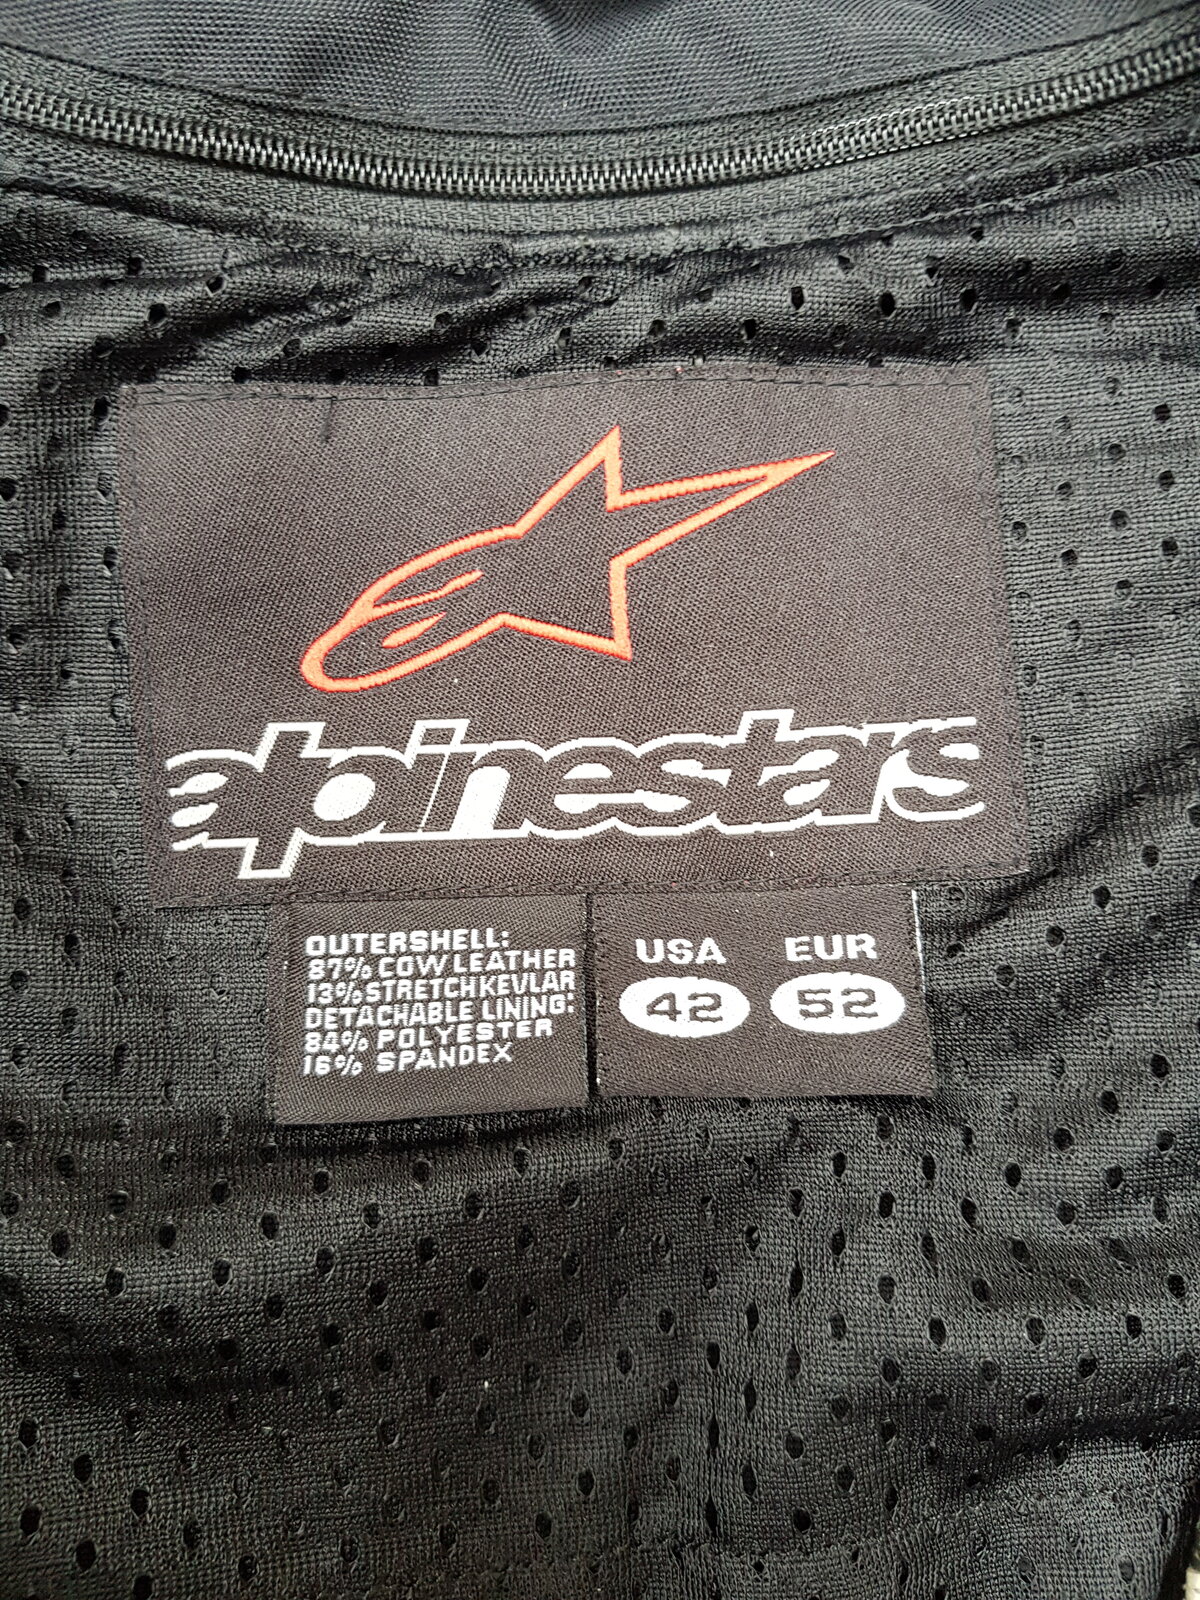 alpinestars
OUTERSHELL:
87% COW LEATHER
13% STRETCH KEVLAR
DETACHABLE LINING:
84% POLYESTER
16% SPANDEX
USA EUR
42 52